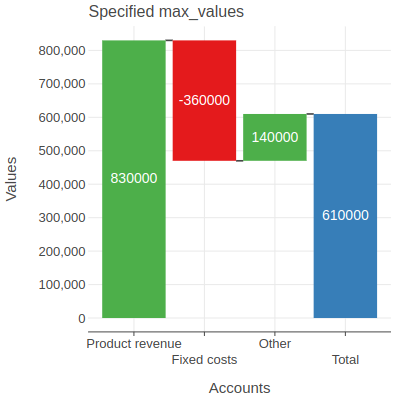 Specified max_values
Values
800,000
700,000
600,000
500,000
400,000
300,000
200,000
100,000
0
830000
-360000
140000
610000
Product revenue
Fixed costs
Other
Total
Accounts